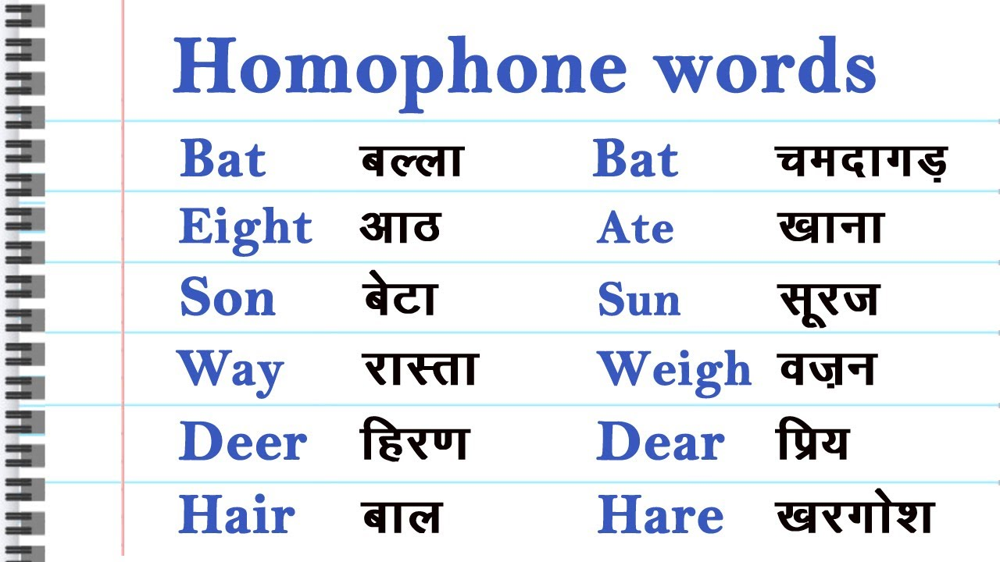 Homophone words
Bat बल्ला Bat चमदागड़
Eight आठ Ate खाना
Son बेटा Sun सूरज
Way रास्ता Weigh वज़न
Deer हिरण Dear प्रिय
Hair बाल Hare खरगोश